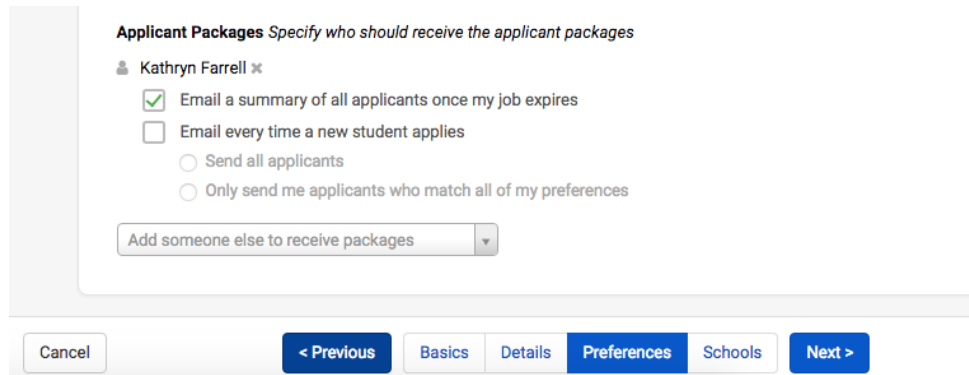 Applicant Packages Specify who should receive the applicant packages
Kathryn Farrell
Email a summary of all applicants once my job expires
Email every time a new student applies
Send all applicants
Only send me applicants who match all of my preferences
Add someone else to receive packages
Cancel < Previous Basics Details Preferences Schools Next >